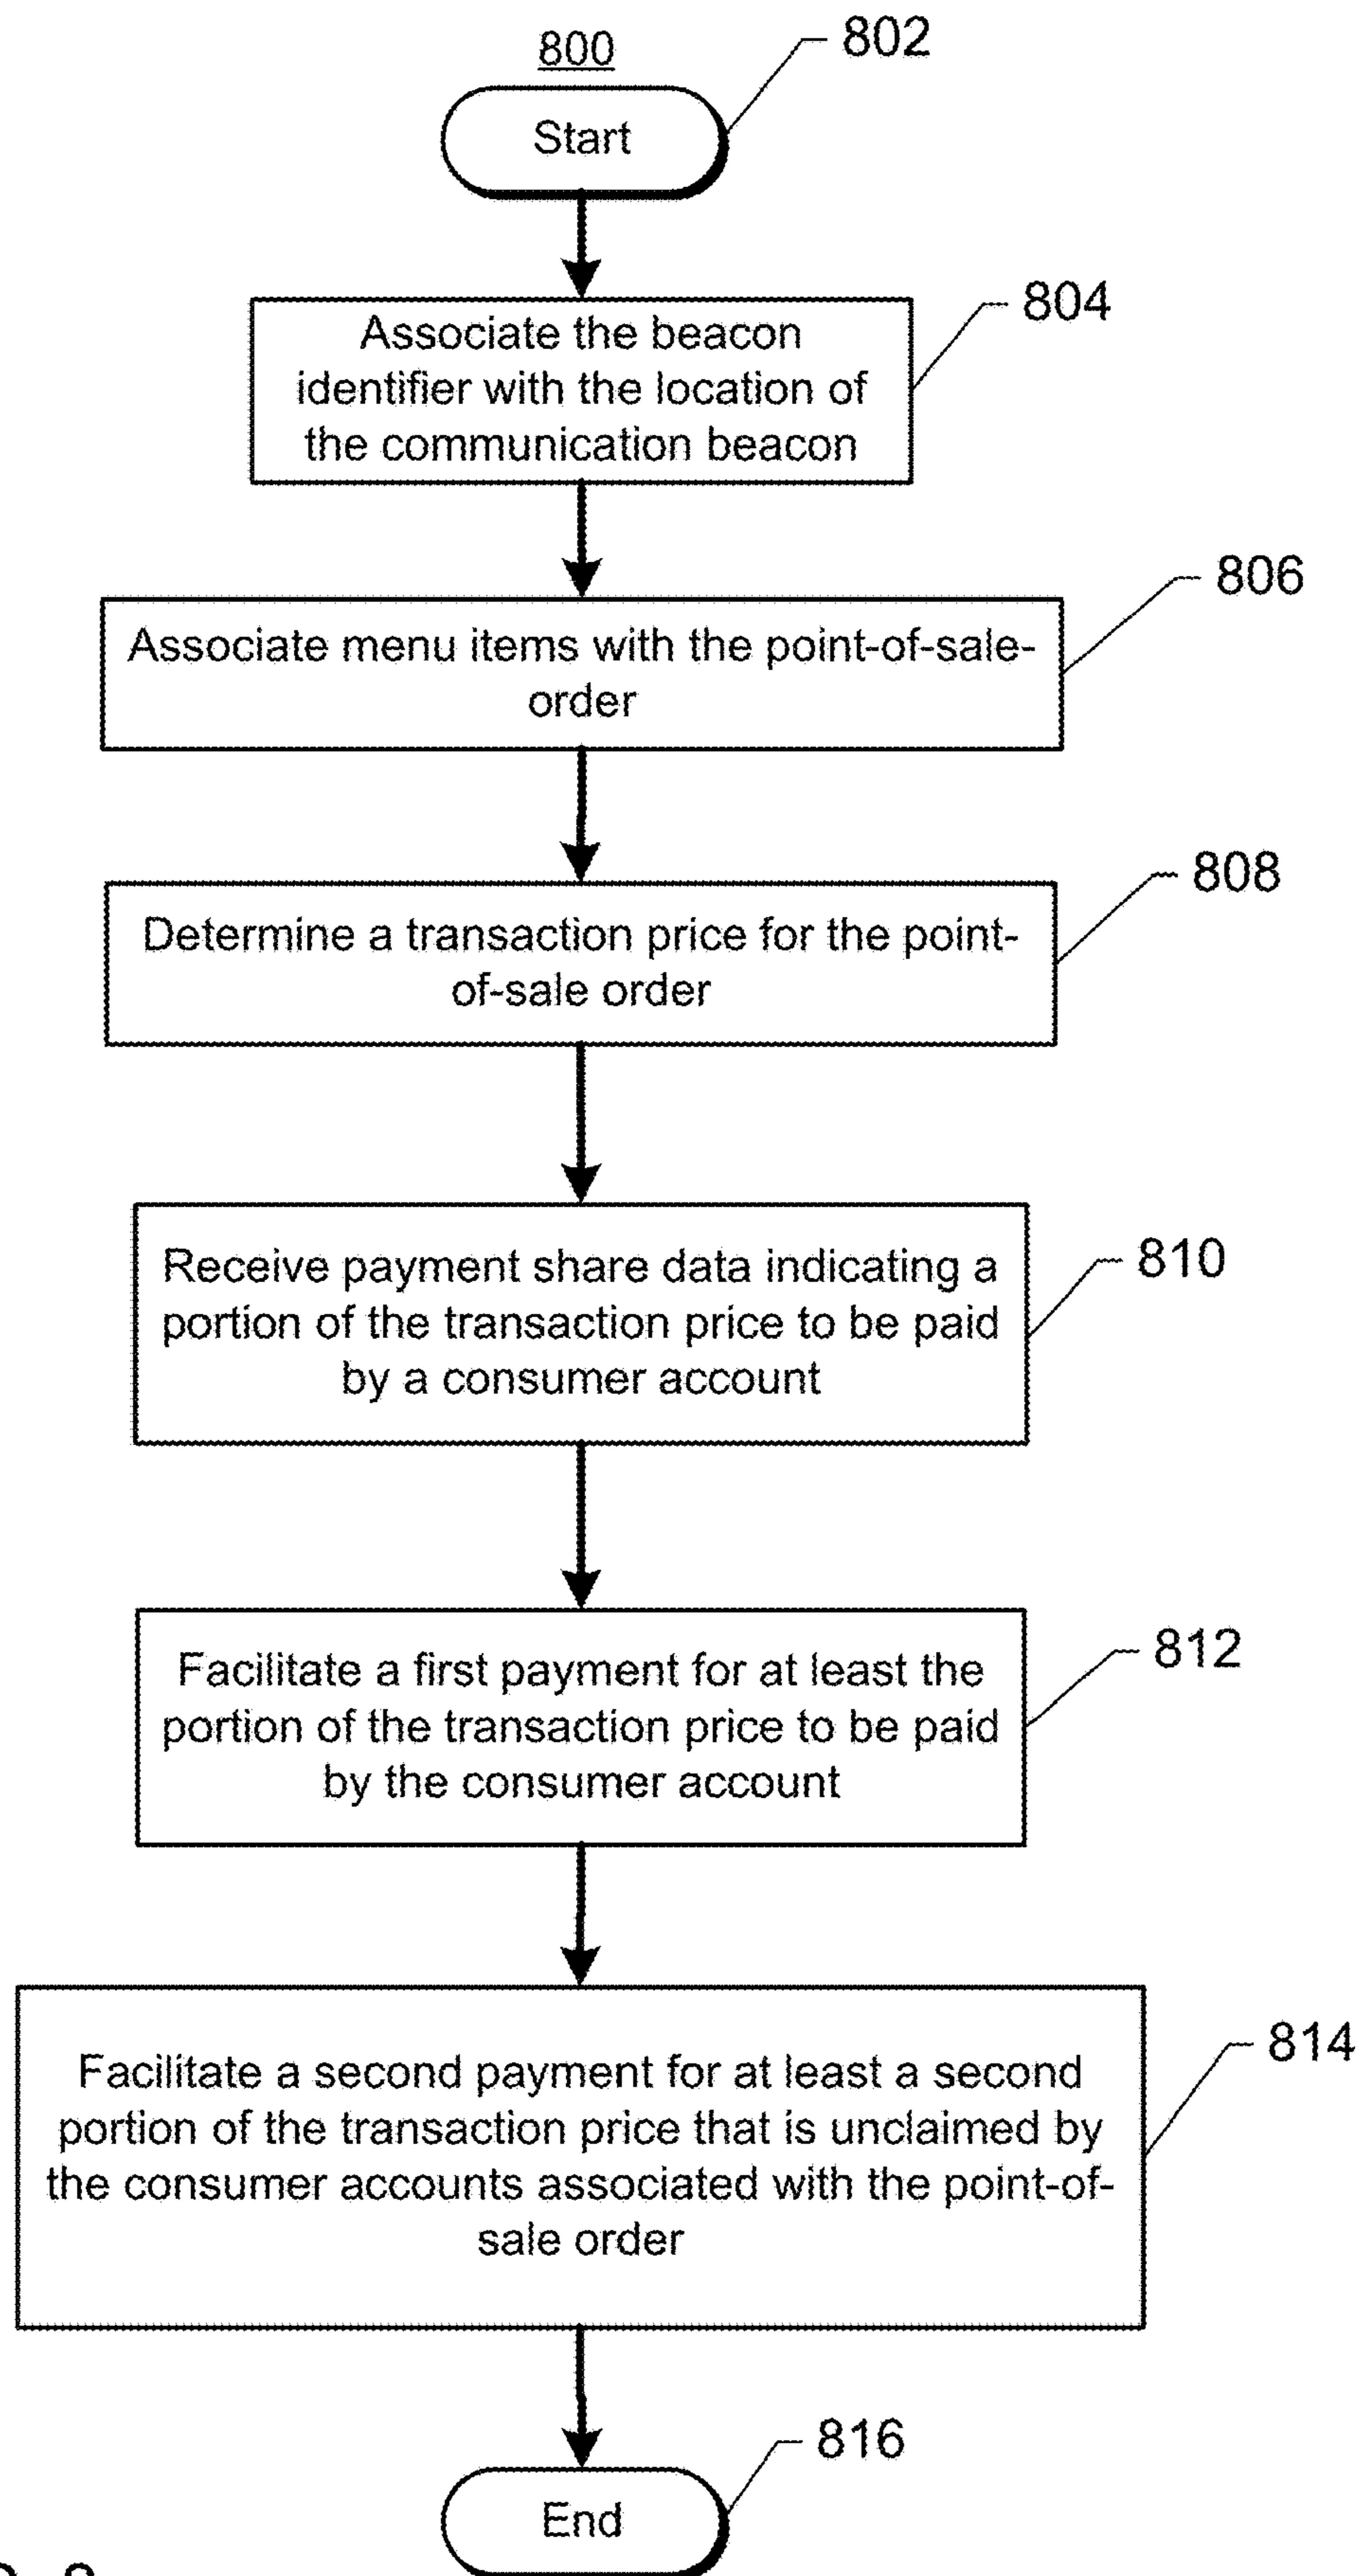 800
802
Start
804
Associate the beacon
identifier with the location of
the communication beacon
806
Associate menu items with the point-of-sale-
order
808
Determine a transaction price for the point-
of-sale order
810
Receive payment share data indicating a
portion of the transaction price to be paid
by a consumer account
812
Facilitate a first payment for at least the
portion of the transaction price to be paid
by the consumer account
814
Facilitate a second payment for at least a second
portion of the transaction price that is unclaimed by
the consumer accounts associated with the point-of-
sale order
816
End